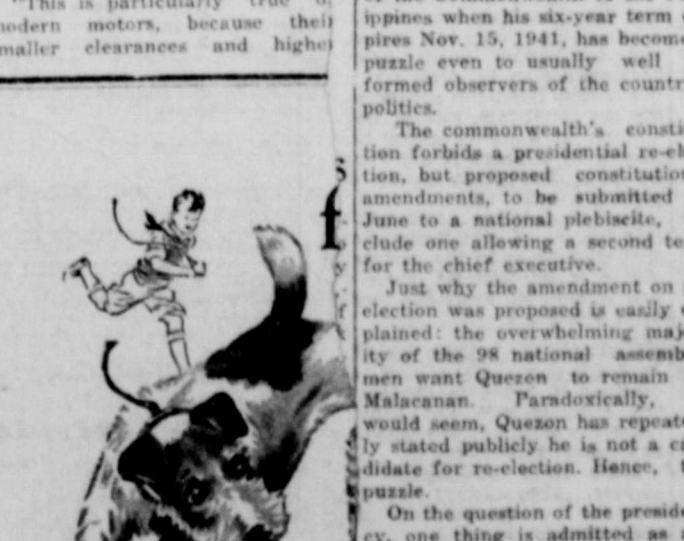 "This is particularly true o
modern motors, because thei
smaller clearances and highe
s
f
ippines when his six-year term
pires Nov. 15, 1941, has becom
puzzle even to usually well
formed observers of the countr
politics.
The commonwealth's consti
tion forbids a presidential re-el
tion, but proposed constitution
amendments, to be submitted
June to a national plebiscite,
clude one allowing a second te
for the chief executive.
Just why the amendment on
election was proposed is easily
plained: the overwhelming maj
ity of the 98 national assemb
men want Quezon to remain
Malacanan. Paradoxically,
would seem, Quezon has repeate
ly stated publicly he is not a ca
didate for re-election. Hence, t
puzzle.
On the question of the preside
cy, one thing is admitted as